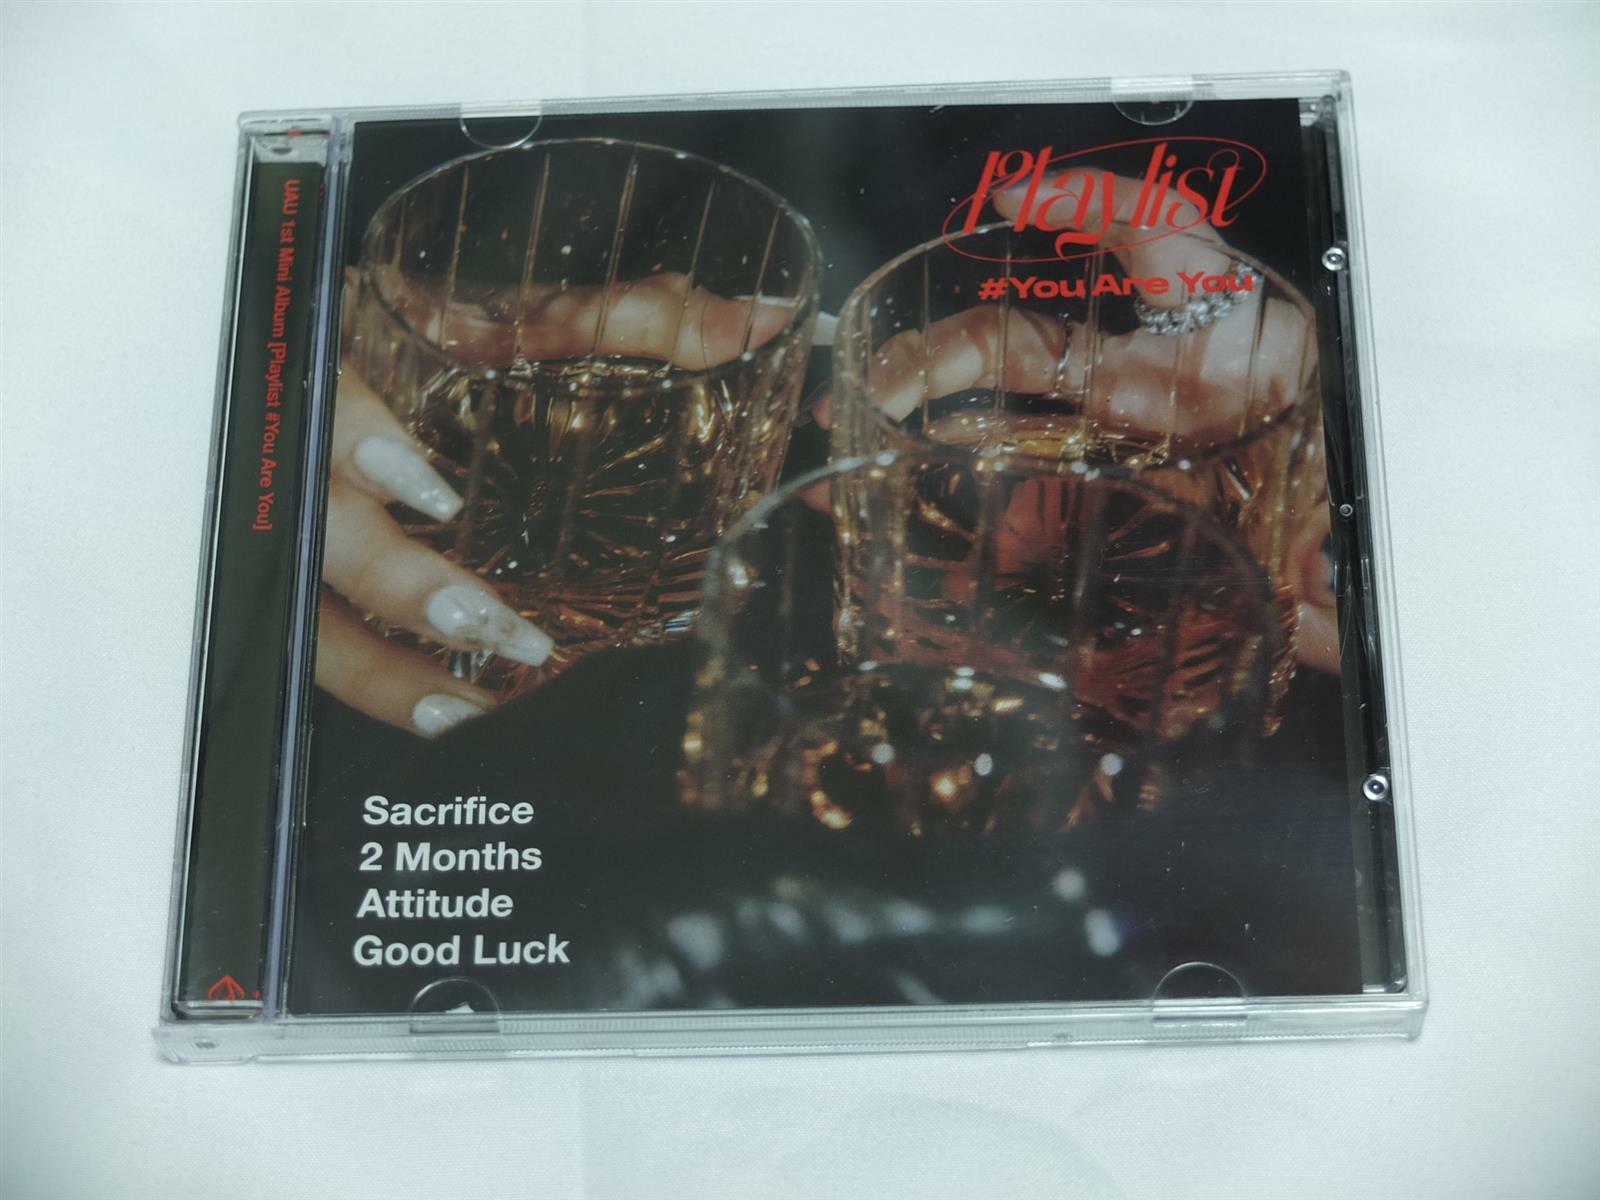 UAU 1st Mini Album [Playlist #You Are You]
Playlist
#You Are You
Sacrifice
2 Months
Attitude
Good Luck